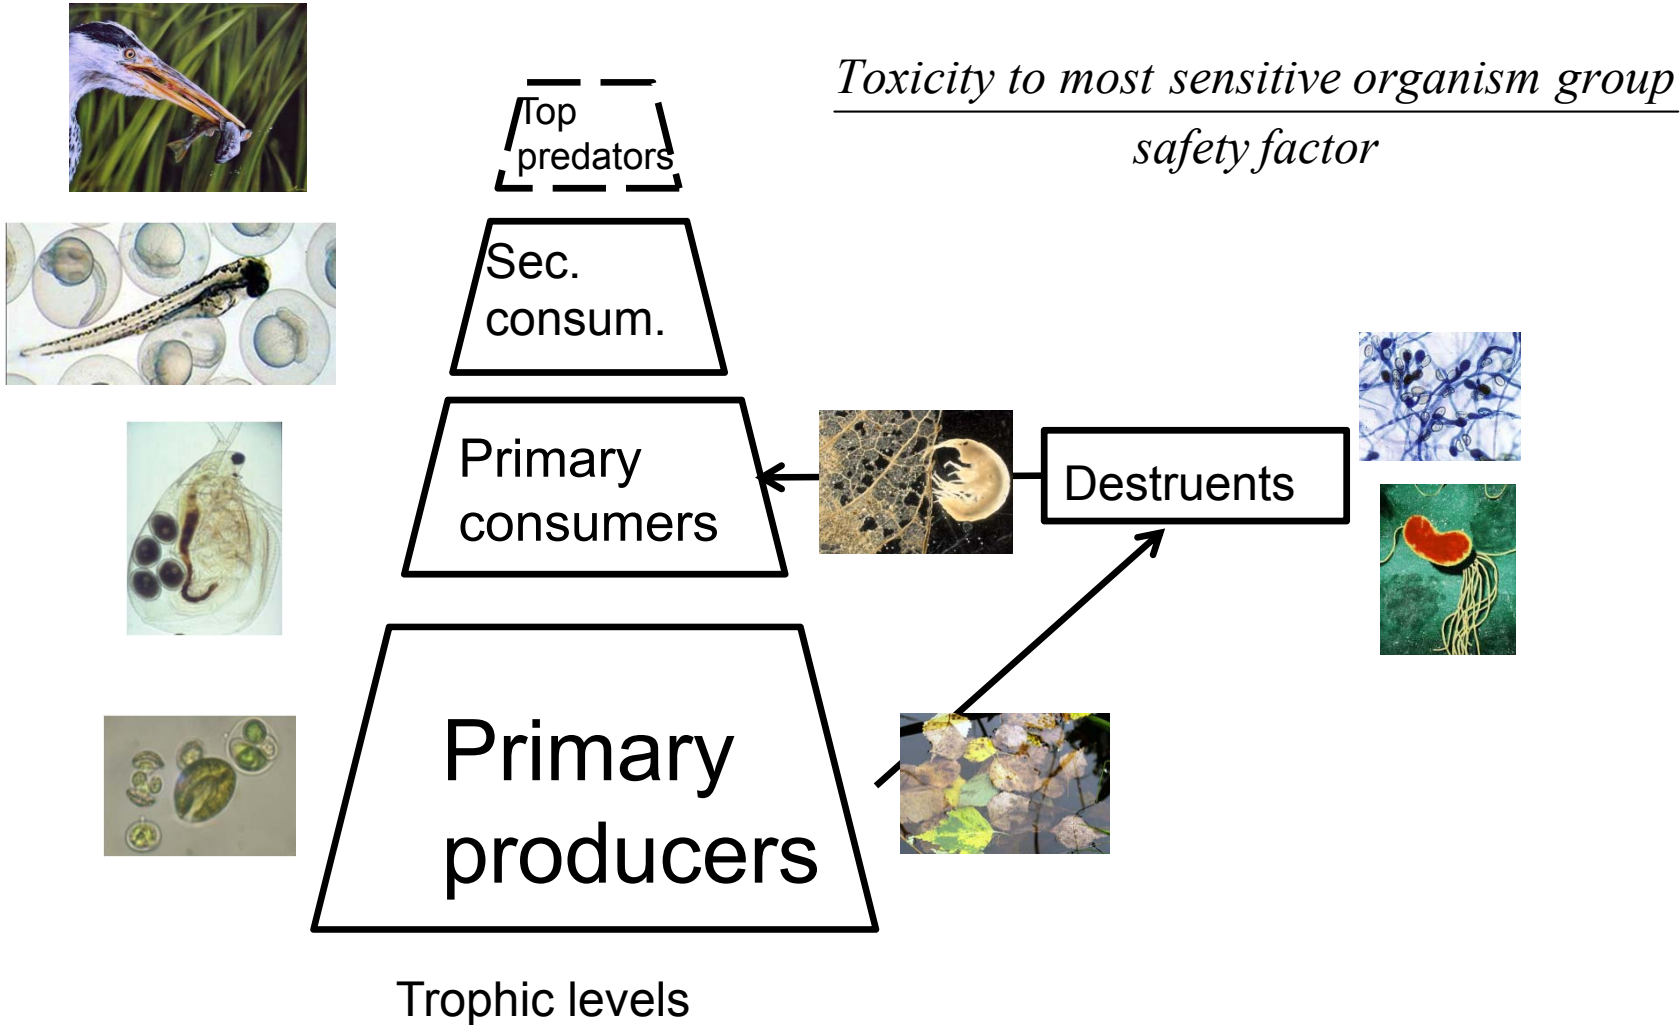 Toxicity to most sensitive organism group
safety factor
Top
predators
Sec.
consum.
Primary
consumers
Destruents
Primary
producers
Trophic levels